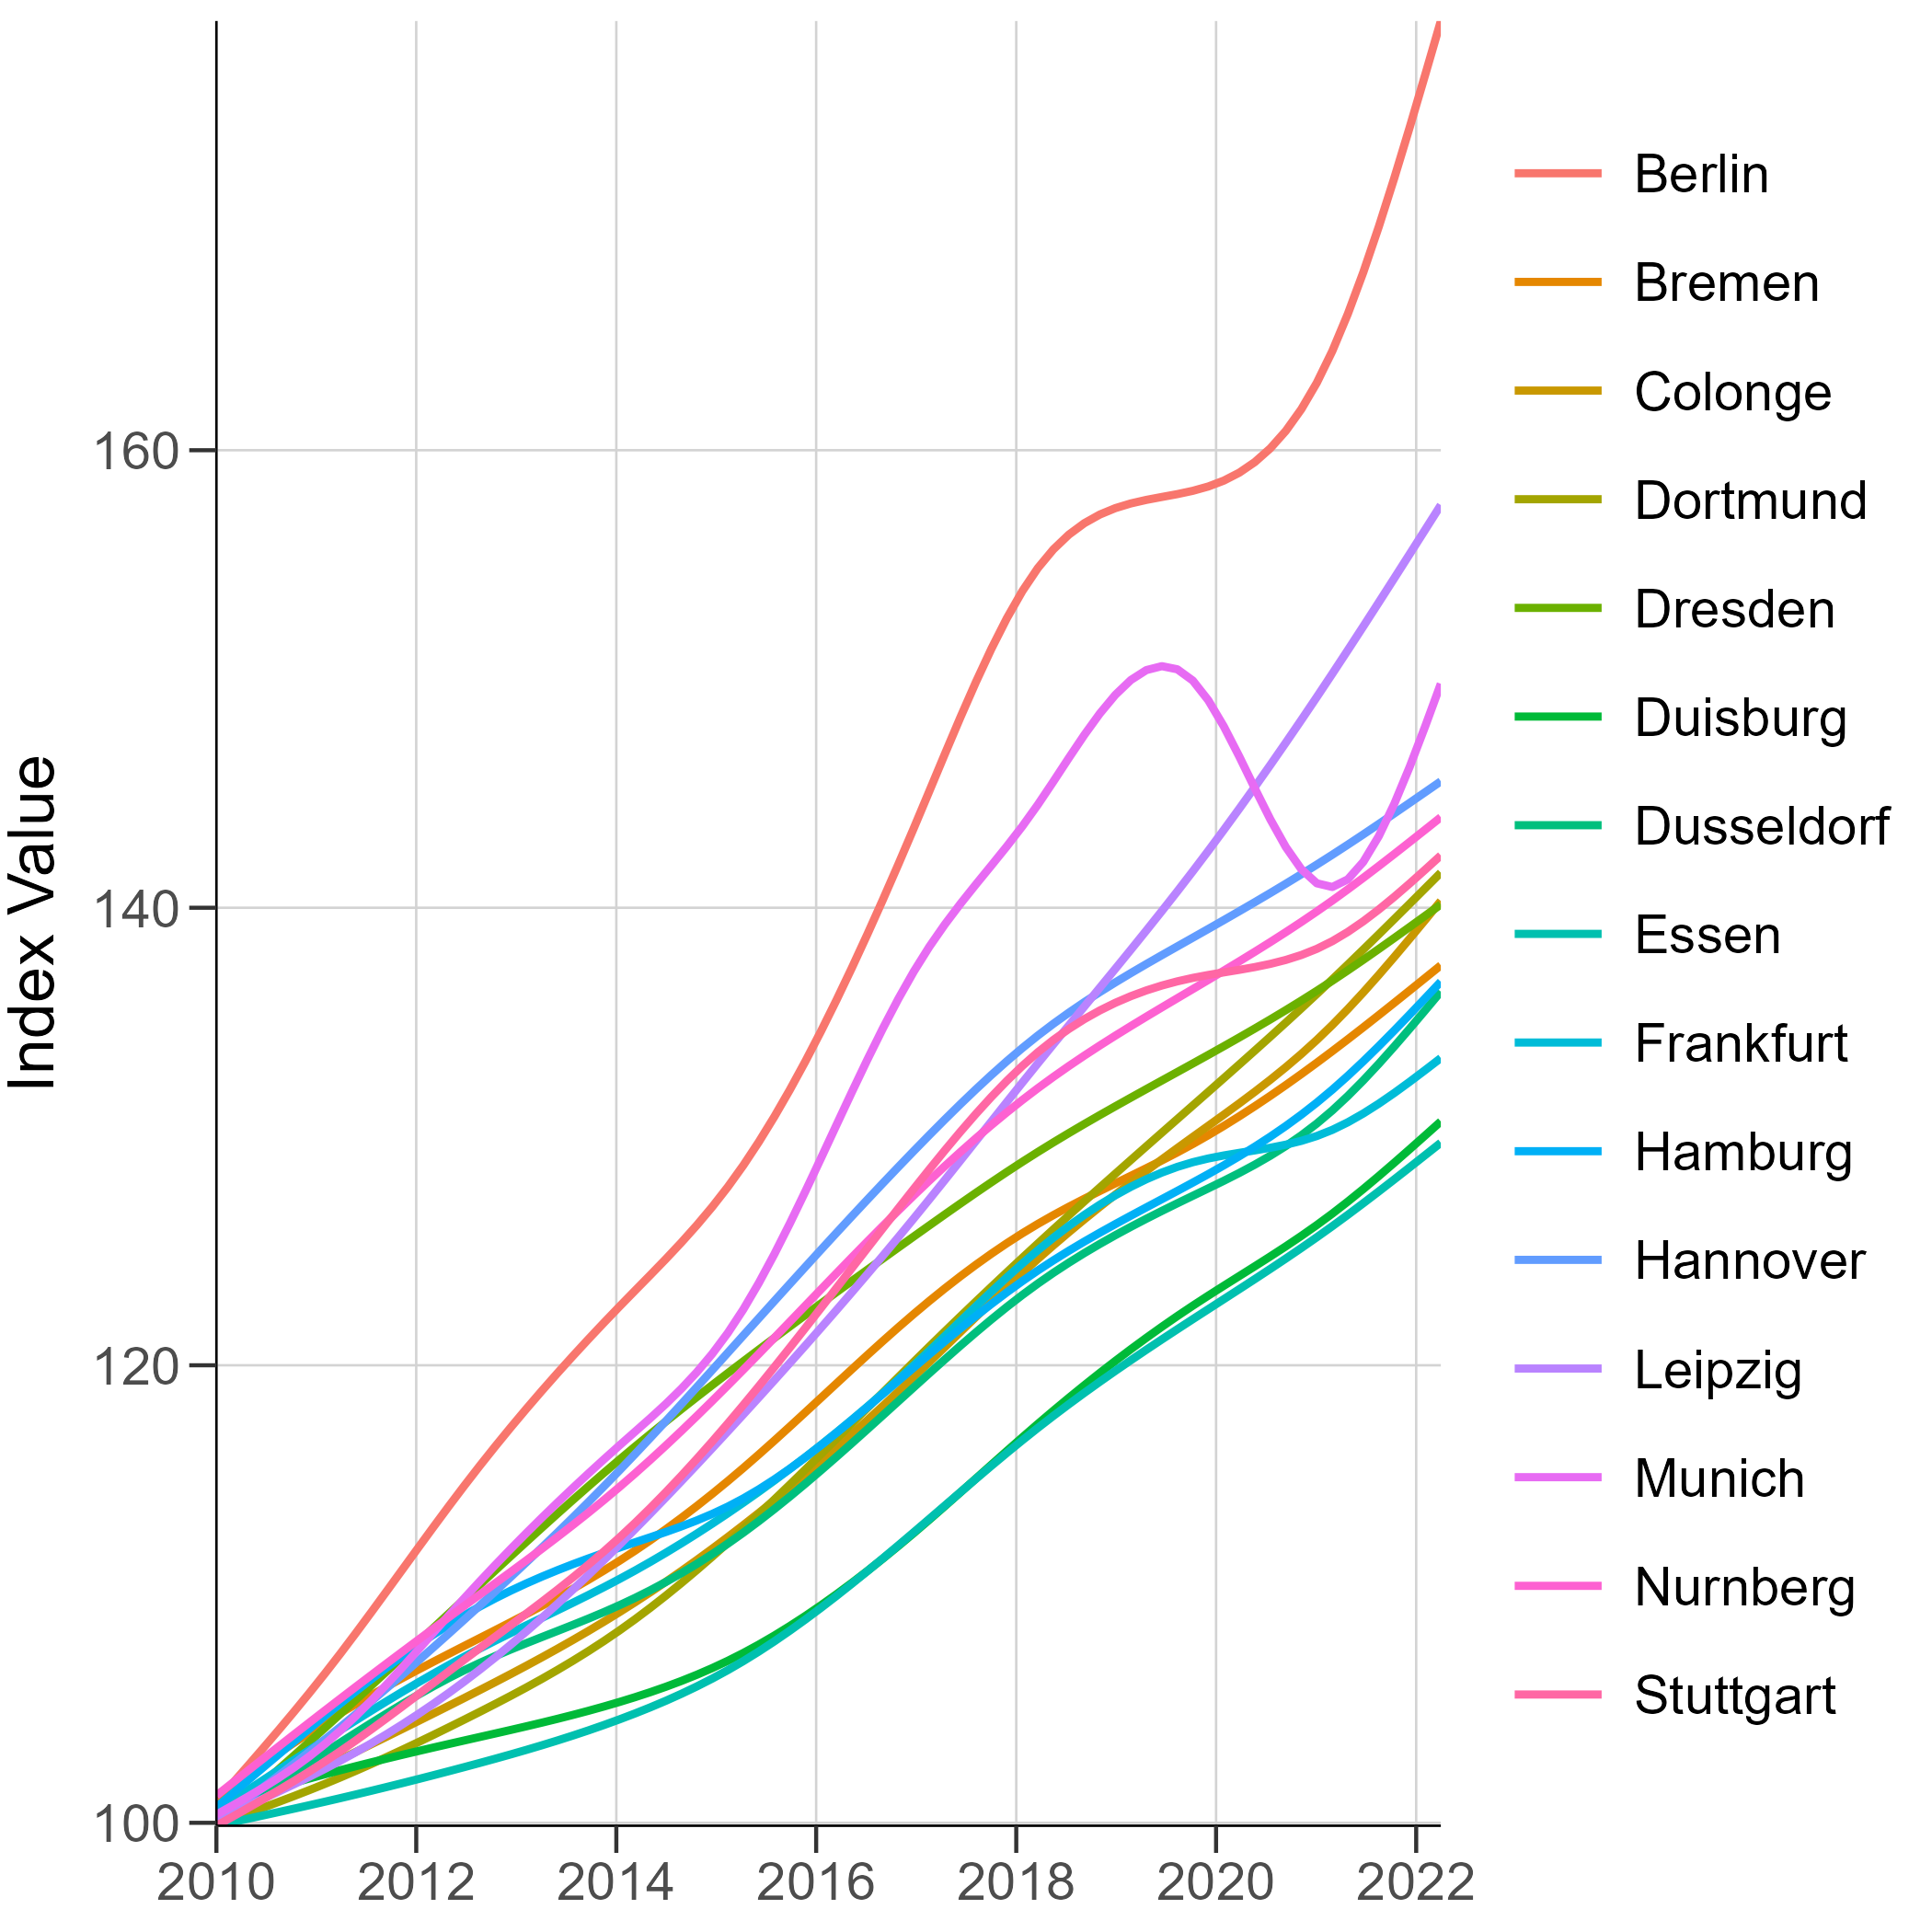 Index Value
160
140
120
100
2010 2012 2014 2016 2018 2020 2022
Berlin
Bremen
Colonge
Dortmund
Dresden
Duisburg
Dusseldorf
Essen
Frankfurt
Hamburg
Hannover
Leipzig
Munich
Nurnberg
Stuttgart